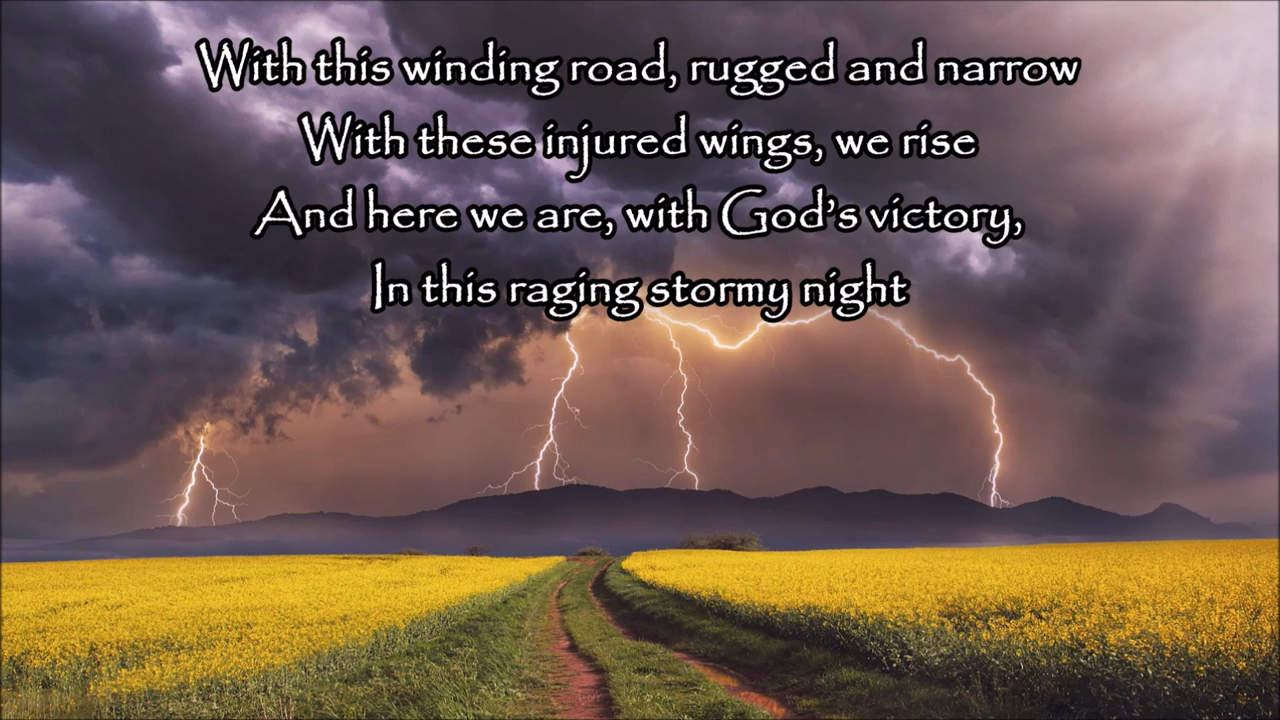 With this winding road, rugged and narrow
With these injured wings, we rise
And here we are, with God’s victory,
In this raging stormy night